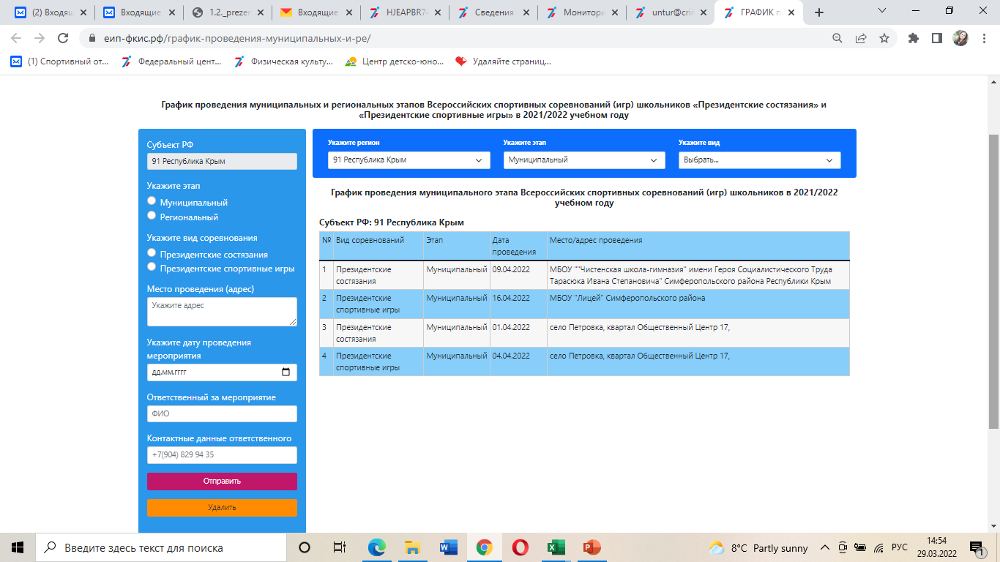 (2) Входящ
Входящие
1.2._prezer
Входящие
HJEAPBR74
Сведения
Монитори
untur@crin
ГРАФИК п
еип-фкис.рф/график-проведения-муниципальных-и-ре/
(1) Спортивный от...
Федеральный цент...
Физическая культу...
Центр детско-юно...
Удаляйте страниц...
График проведения муниципальных и региональных этапов Всероссийских спортивных соревнований (игр) школьников «Президентские состязания» и
«Президентские спортивные игры» в 2021/2022 учебном году
Субъект РФ
91 Республика Крым
Укажите этап
Муниципальный
Региональный
Укажите вид соревнования
Президентские состязания
Президентские спортивные игры
Место проведения (адрес)
Укажите адрес
Укажите дату проведения
мероприятия
дд.мм.гггг
Ответственный за мероприятие
ФИО
Контактные данные ответственного
+7(904) 829 94 35
Отправить
Удалить
Укажите регион
91 Республика Крым
Укажите этап
Муниципальный
Укажите вид
Выбрать...
График проведения муниципального этапа Всероссийских спортивных соревнований (игр) школьников в 2021/2022
учебном году
Субъект РФ: 91 Республика Крым
№ Вид соревнований Этап Дата проведения Место/адрес проведения
1 Президентские состязания Муниципальный 09.04.2022 МБОУ ""Чистенская школа-гимназия" имени Героя Социалистического Труда
Тарасюка Ивана Степановича" Симферопольского района Республики Крым
2 Президентские спортивные игры Муниципальный 16.04.2022 МБОУ "Лицей" Симферопольского района
3 Президентские состязания Муниципальный 01.04.2022 село Петровка, квартал Общественный Центр 17,
4 Президентские спортивные игры Муниципальный 04.04.2022 село Петровка, квартал Общественный Центр 17,
Введите здесь текст для поиска
8°C Partly sunny
РУС
14:54
29.03.2022
1